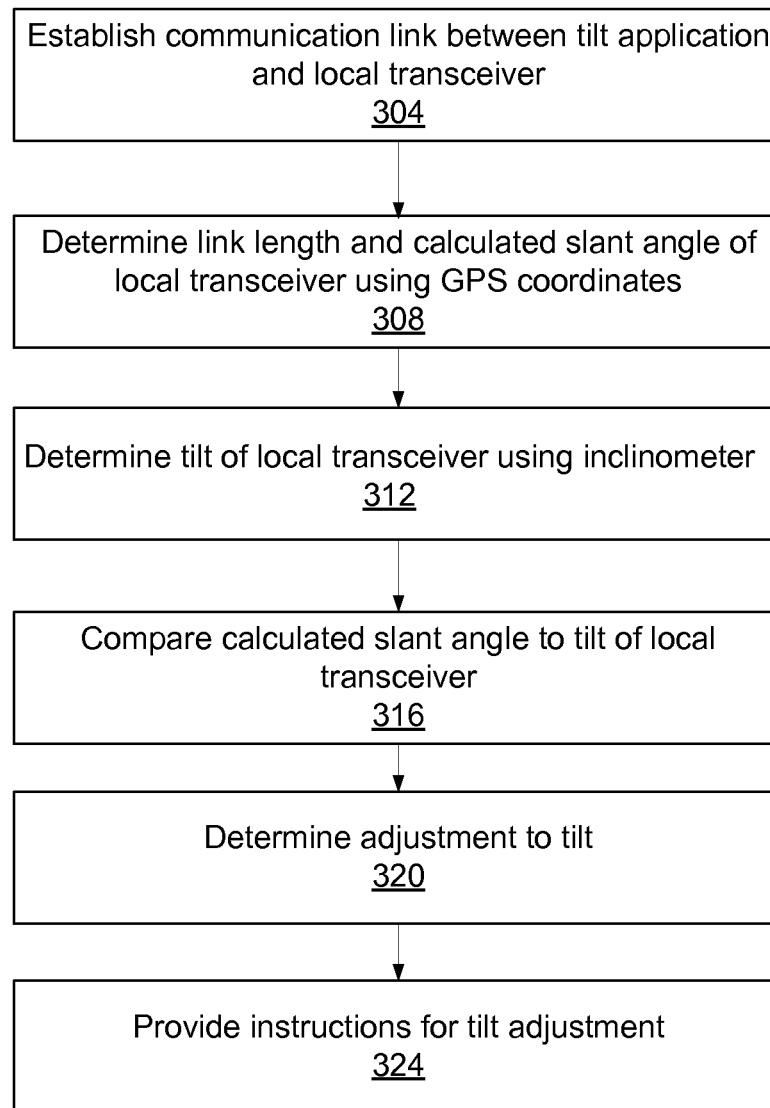 Establish communication link between tilt application
and local transceiver
304
Determine link length and calculated slant angle of
local transceiver using GPS coordinates
308
Determine tilt of local transceiver using inclinometer
312
Compare calculated slant angle to tilt of local
transceiver
316
Determine adjustment to tilt
320
Provide instructions for tilt adjustment
324